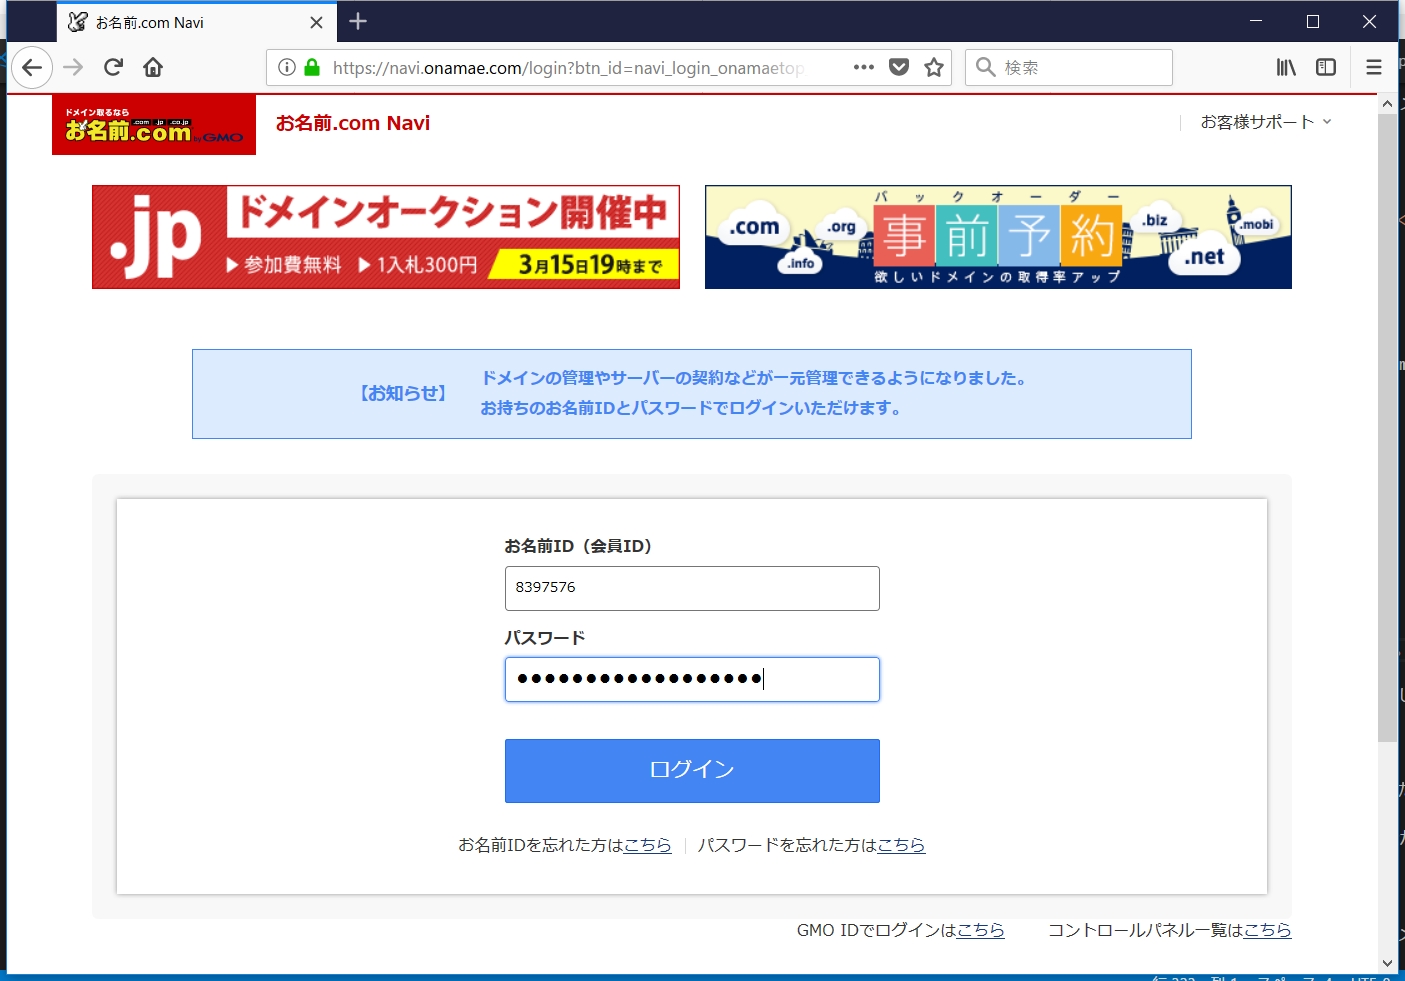 お名前.com Navi
https://navi.onamae.com/login?btn_id=navi_login_onamaetop
検索
ドメイン取るなら
お名前.com
.com .jp .co.jp
by GMO
お名前.com Navi
お客様サポート
.jp
ドメインオークション開催中
▶参加費無料 ▶1入札300円
3月15日19時まで
バックオーダー
事前予約
欲しいドメインの取得率アップ
.com
.org
.info
.biz
.mobi
.net
【お知らせ】
ドメインの管理やサーバーの契約などが一元管理できるようになりました。
お持ちのお名前IDとパスワードでログインいただけます。
お名前ID（会員ID）
8397576
パスワード
●●●●●●●●●●●●●●●●●●
ログイン
お名前IDを忘れた方はこちら
パスワードを忘れた方はこちら
GMO IDでログインはこちら
コントロールパネル一覧はこちら